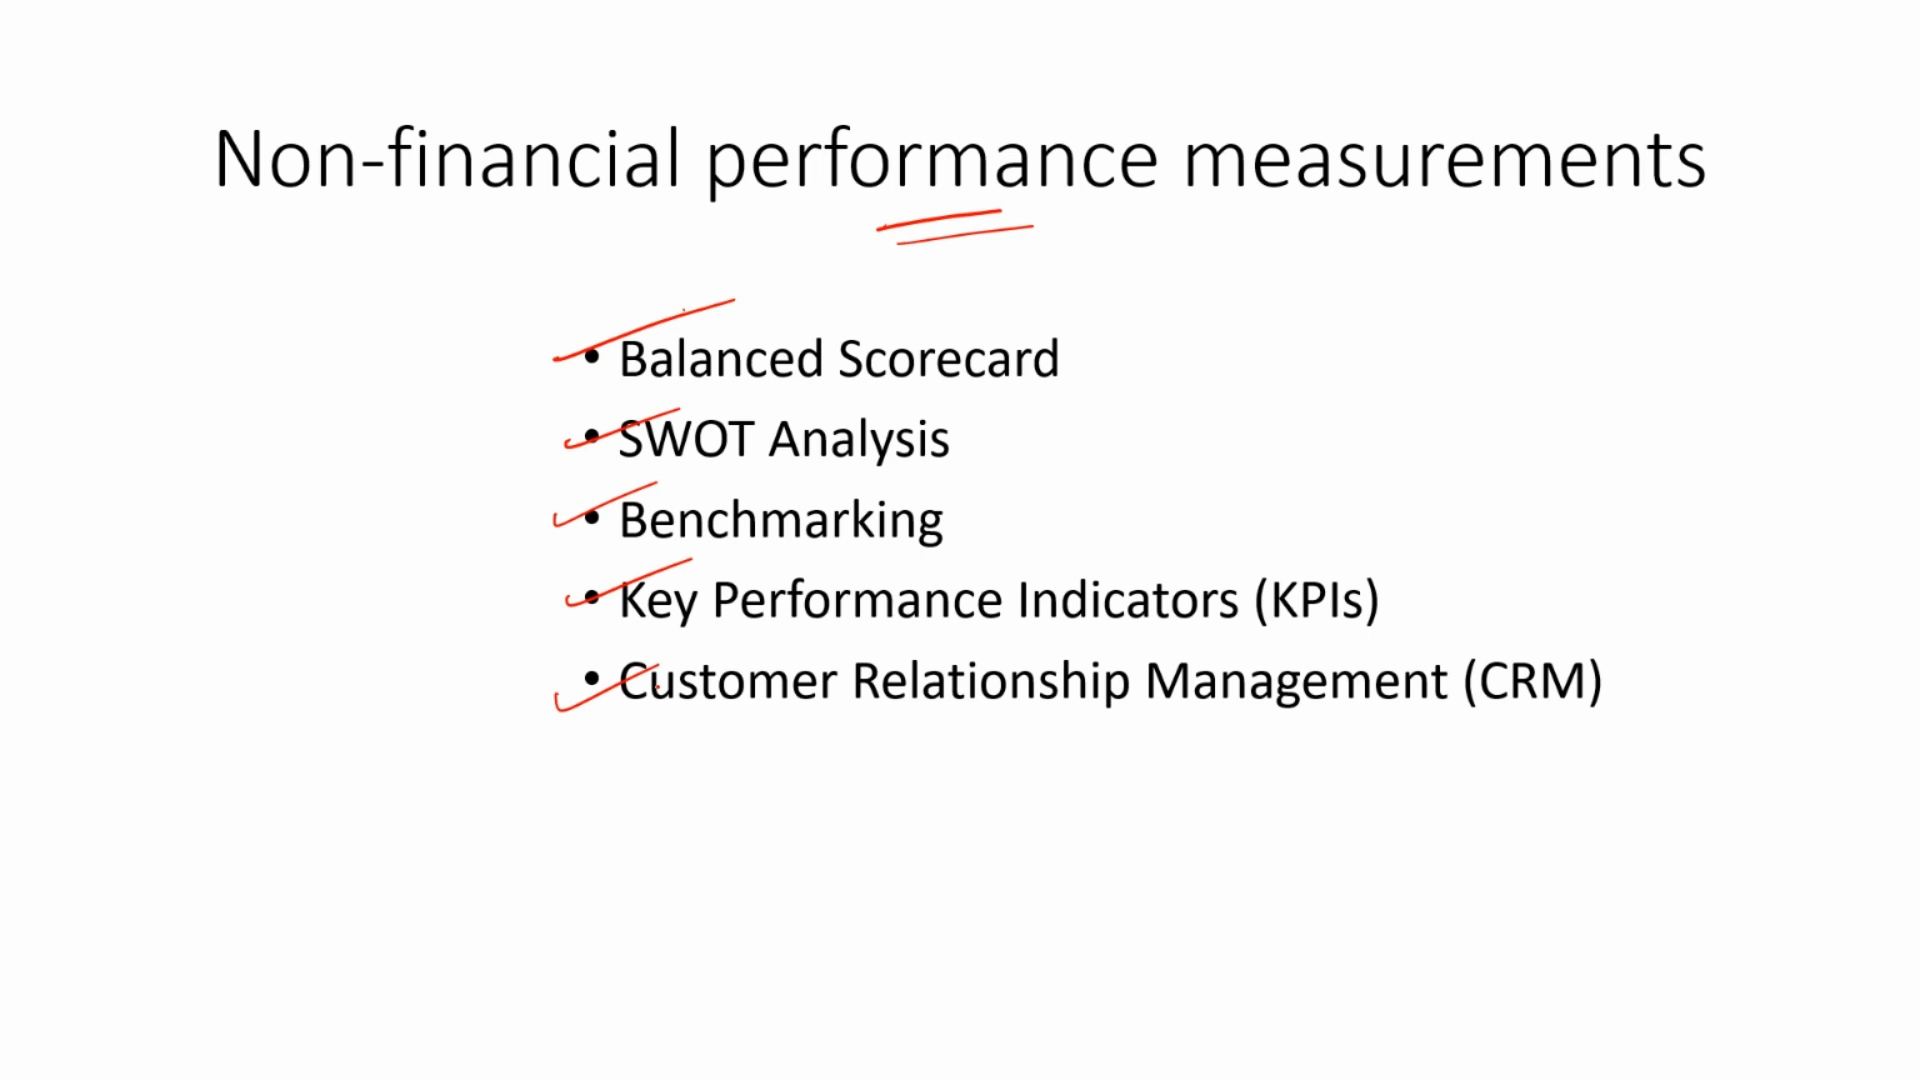 Non-financial performance measurements
• Balanced Scorecard
• SWOT Analysis
• Benchmarking
• Key Performance Indicators (KPIs)
• Customer Relationship Management (CRM)